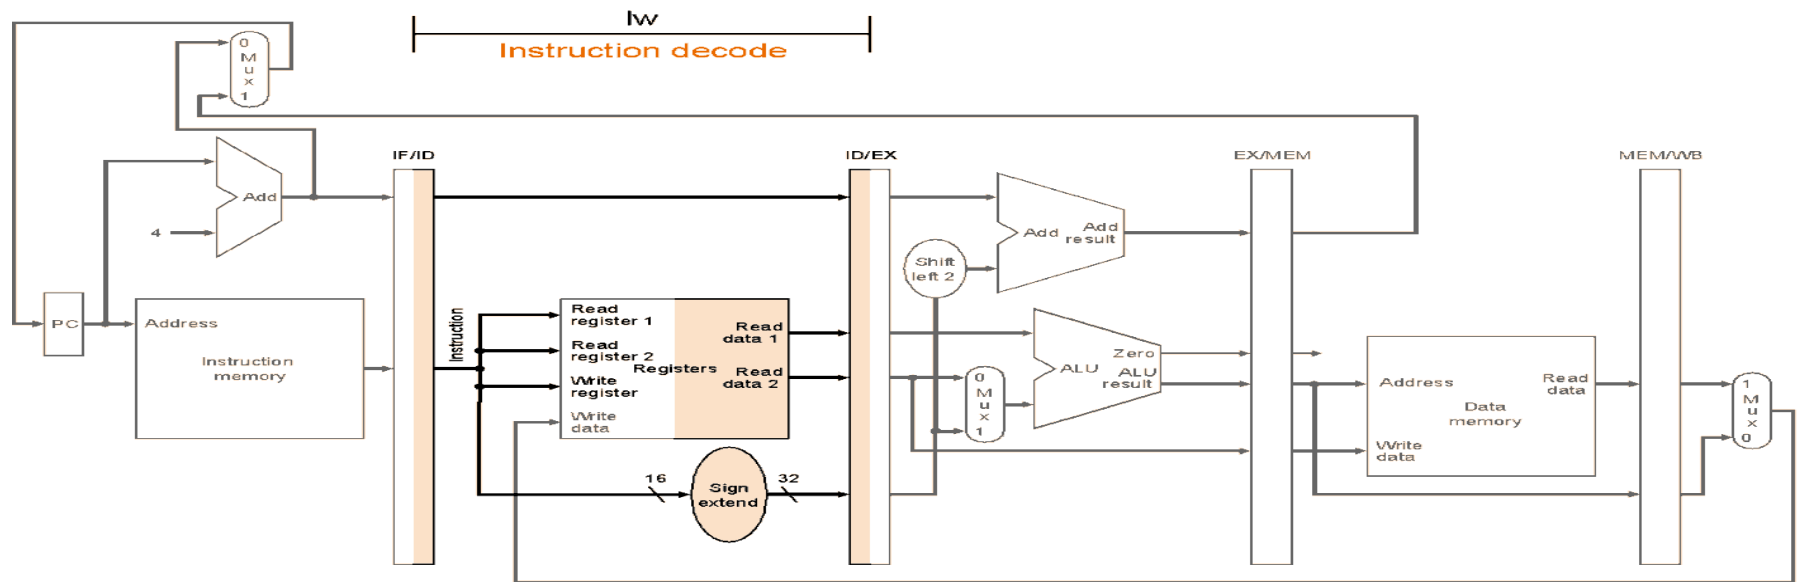 lw
Instruction decode
0
M
u
x
1
IF/ID
ID/EX
EX/MEM
MEM/WB
Add
4
Add
Add
result
Shift
left 2
PC
Address
Instruction
memory
Instruction
Read
register 1
Read
register 2
Write
register
Write
data
Registers
Read
data 1
Read
data 2
16
Sign
extend
32
0
M
u
x
1
Zero
ALU
ALU
result
Address
Write
data
Data
memory
Read
data
1
M
u
x
0